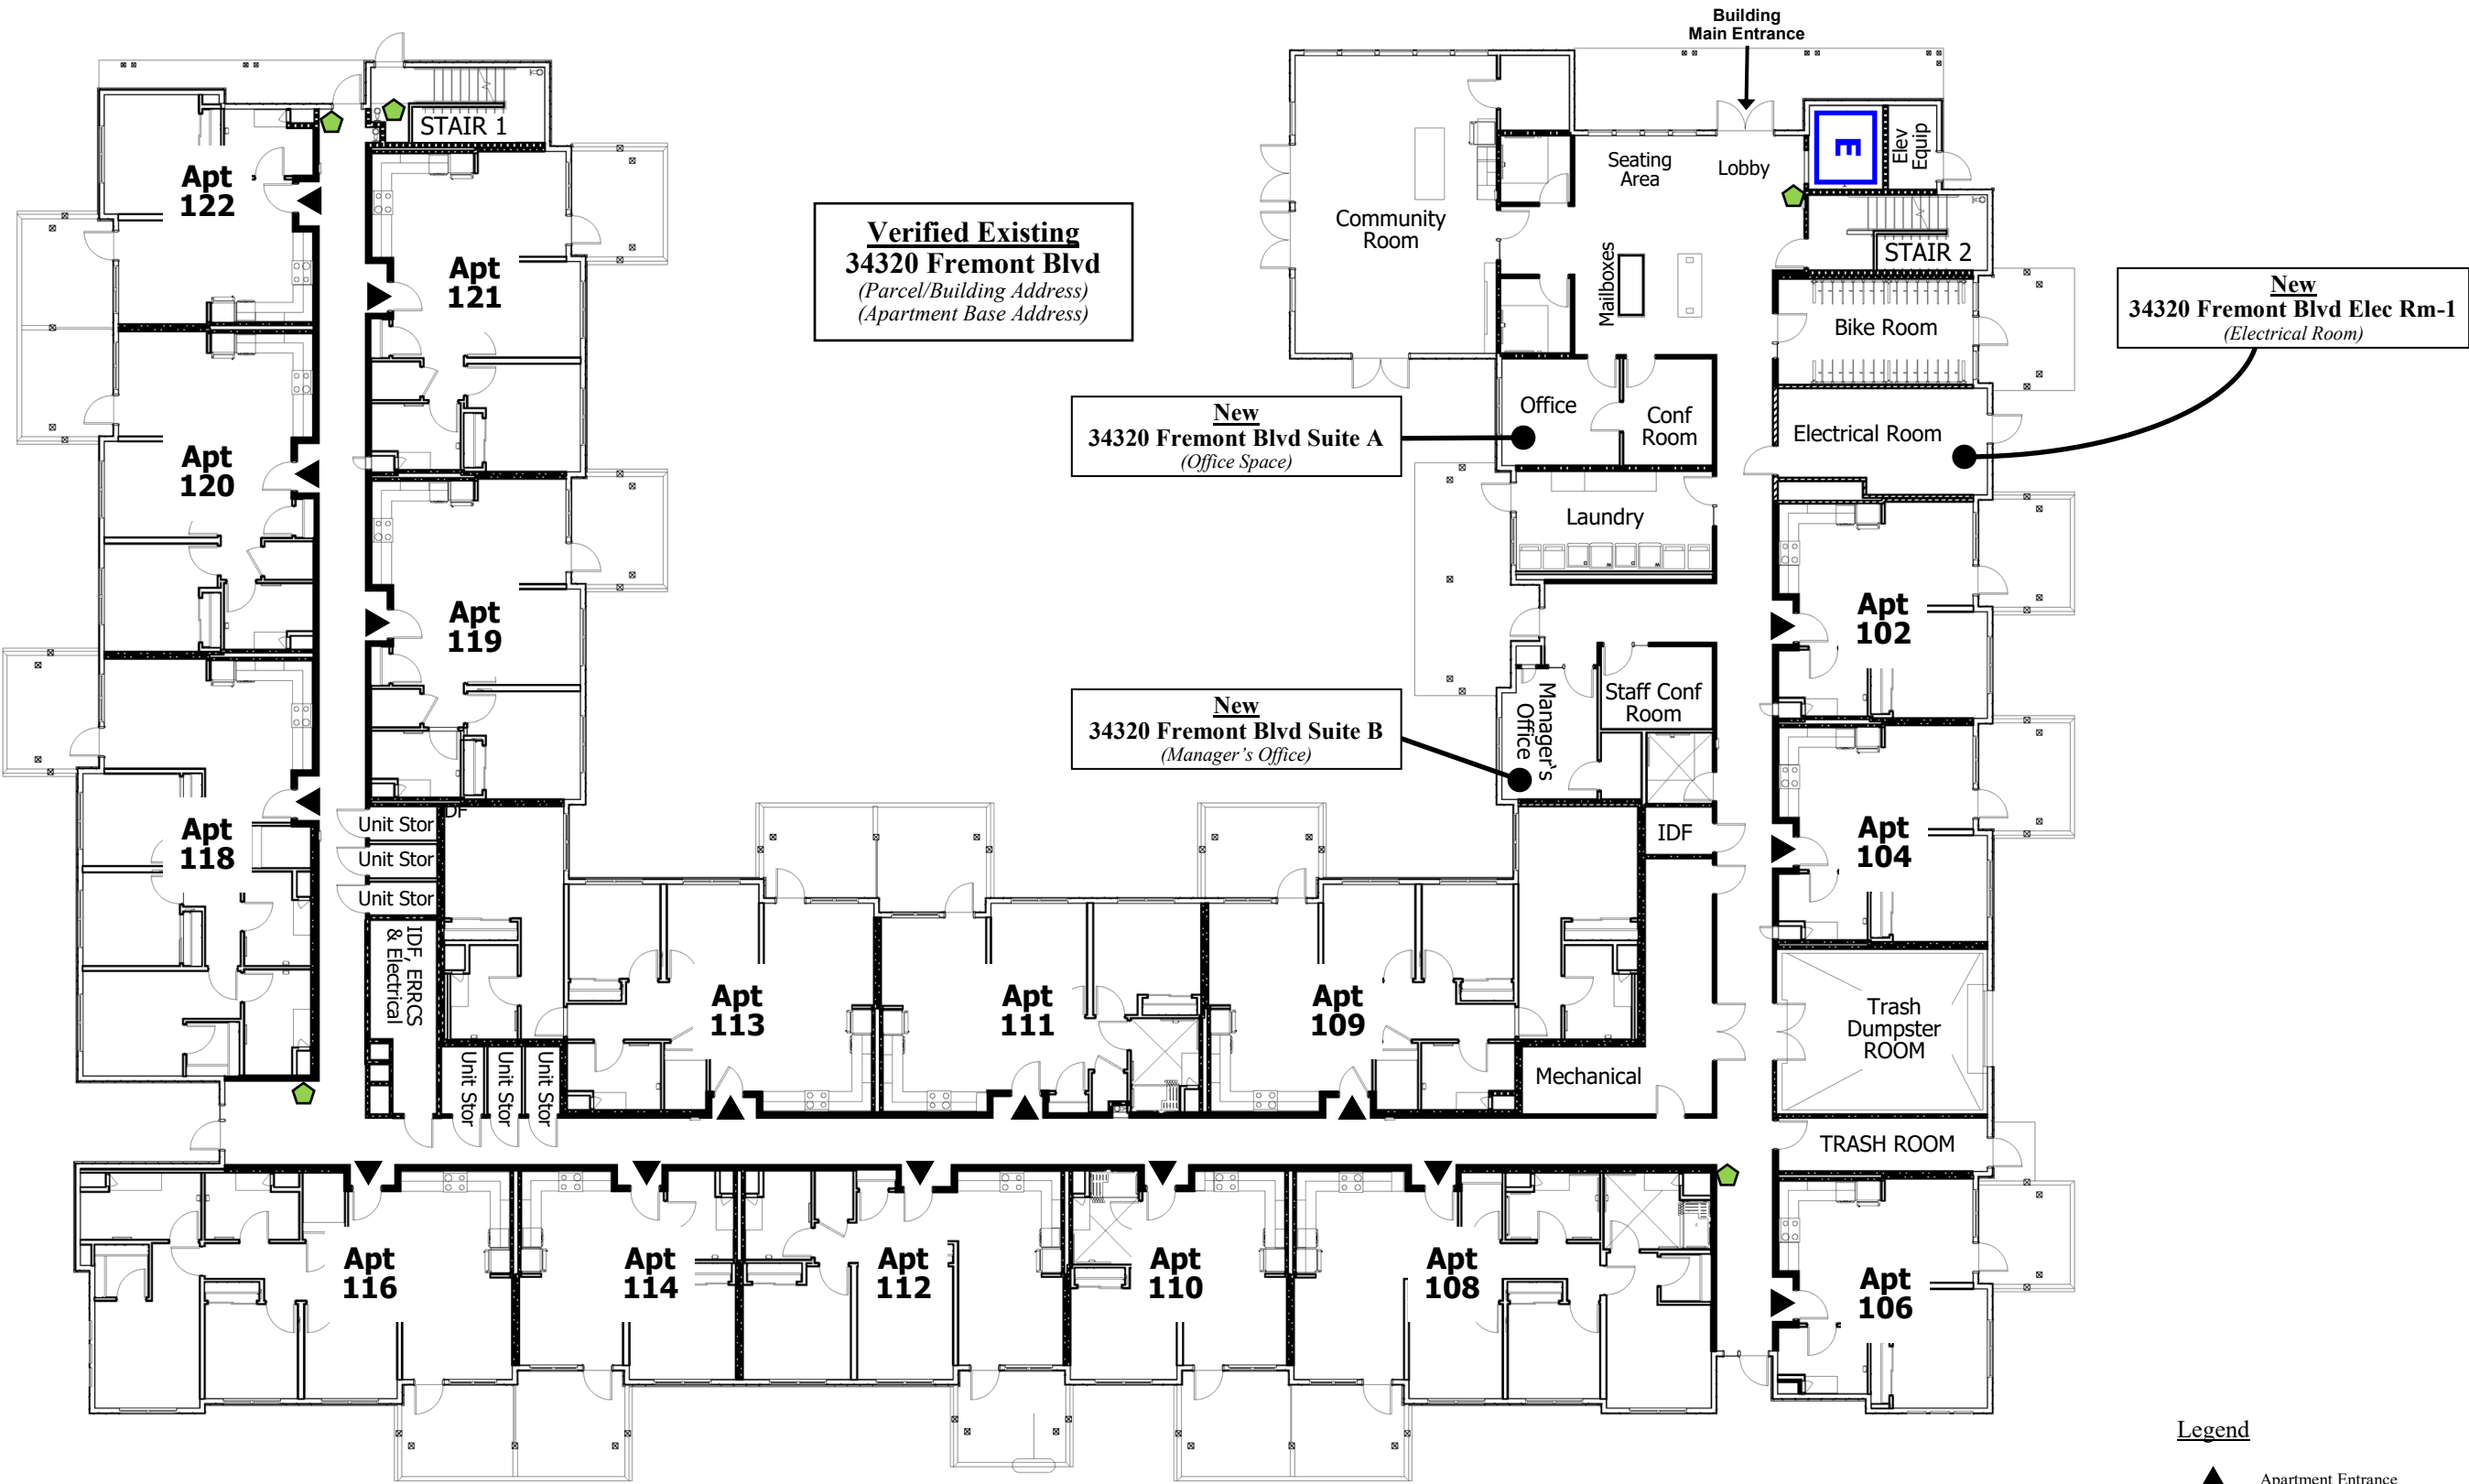 Building
Main Entrance
STAIR 1
Apt
122
Apt
121
Verified Existing
34320 Fremont Blvd
(Parcel/Building Address)
(Apartment Base Address)
Community
Room
Seating
Area
Lobby
E
Elev
Equip
STAIR 2
Mailboxes
Bike Room
New
34320 Fremont Blvd Elec Rm-1
(Electrical Room)
New
34320 Fremont Blvd Suite A
(Office Space)
Office
Conf
Room
Electrical Room
Apt
120
Laundry
Apt
119
Apt
102
New
34320 Fremont Blvd Suite B
(Manager's Office)
Manager's
Office
Staff Conf
Room
Apt
118
Unit Stor
Unit Stor
Unit Stor
IDF
Apt
104
IDF, ERRCS
& Electrical
Apt
113
Apt
111
Apt
109
Trash
Dumpster
ROOM
Unit Stor
Unit Stor
Unit Stor
Mechanical
TRASH ROOM
Apt
116
Apt
114
Apt
112
Apt
110
Apt
108
Apt
106
Legend
Apartment Entrance